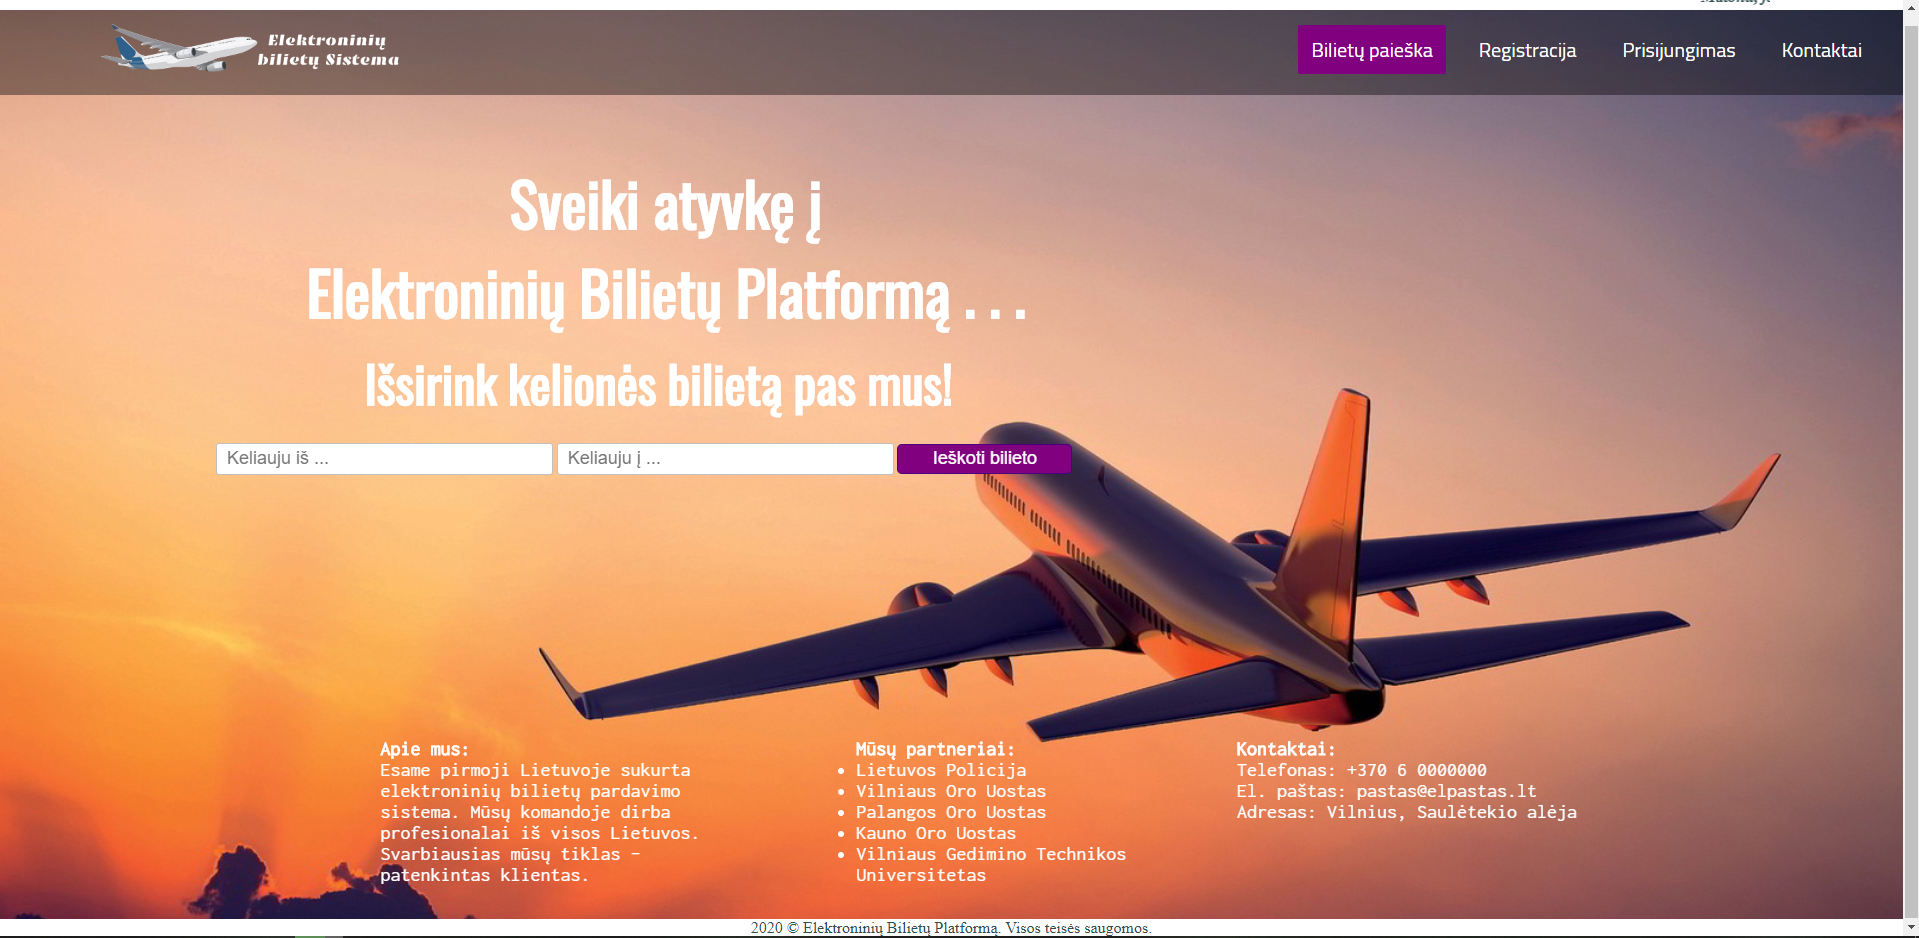 Elektroninių
bilietų Sistema
Bilietų paieška
Registracija
Prisijungimas
Kontaktai
Sveiki atyvkę į
Elektroninių Bilietų Platformą . . .
Išsirink kelionės bilietą pas mus!
Keliauju iš ...
Keliauju į ...
Ieškoti bilieto
Apie mus:
Esame pirmoji Lietuvoje sukurta
elektroninių bilietų pardavimo
sistema. Mūsų komandoje dirba
profesionalai iš visos Lietuvos.
Svarbiausias mūsų tiklas -
patenkintas klientas.
Mūsų partneriai:
Lietuvos Policija
Vilniaus Oro Uostas
Palangos Oro Uostas
Kauno Oro Uostas
Vilniaus Gedimino Technikos
Universitetas
Kontaktai:
Telefonas: +370 6 0000000
El. paštas: pastas@elpastas.lt
Adresas: Vilnius, Saulėtekio alėja
2020 © Elektroninių Bilietų Platformą. Visos teisės saugomos.